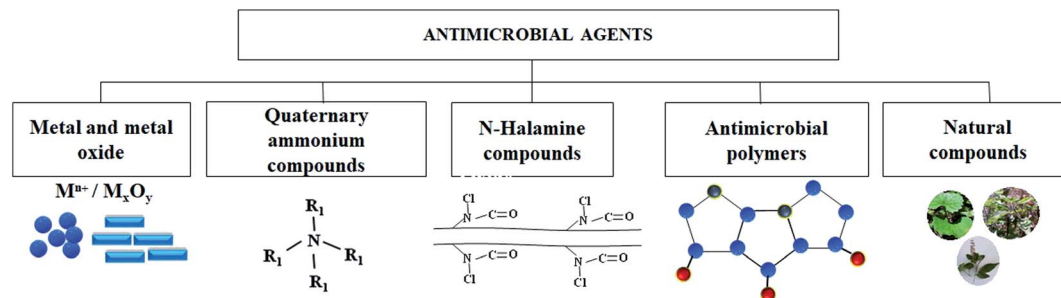 ANTIMICROBIAL AGENTS
Metal and metal
oxide
Quaternary
ammonium
compounds
N-Halamine
compounds
Antimicrobial
polymers
Natural
compounds
Mⁿ⁺ / MₓOᵧ
R₁
R₁
N
R₁
R₁
Cl
N–C=O
Cl
N–C=O
N–C=O
Cl
N–C=O
Cl